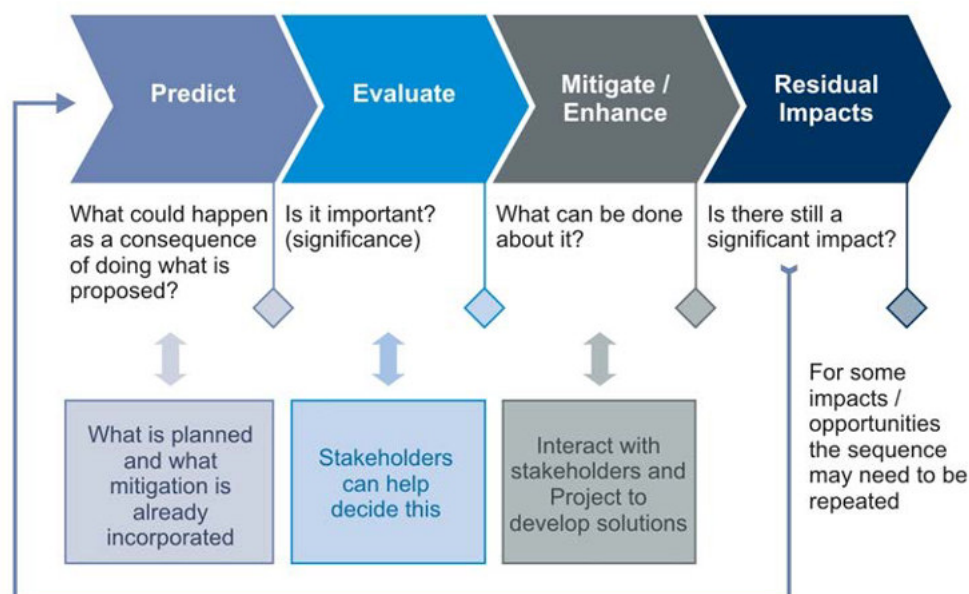 Predict
Evaluate
Mitigate /
Enhance
Residual
Impacts
What could happen
as a consequence
of doing what is
proposed?
Is it important?
(significance)
What can be done
about it?
Is there still a
significant impact?
What is planned
and what
mitigation is
already
incorporated
Stakeholders
can help
decide this
Interact with
stakeholders and
Project to
develop solutions
For some
impacts /
opportunities
the sequence
may need to be
repeated